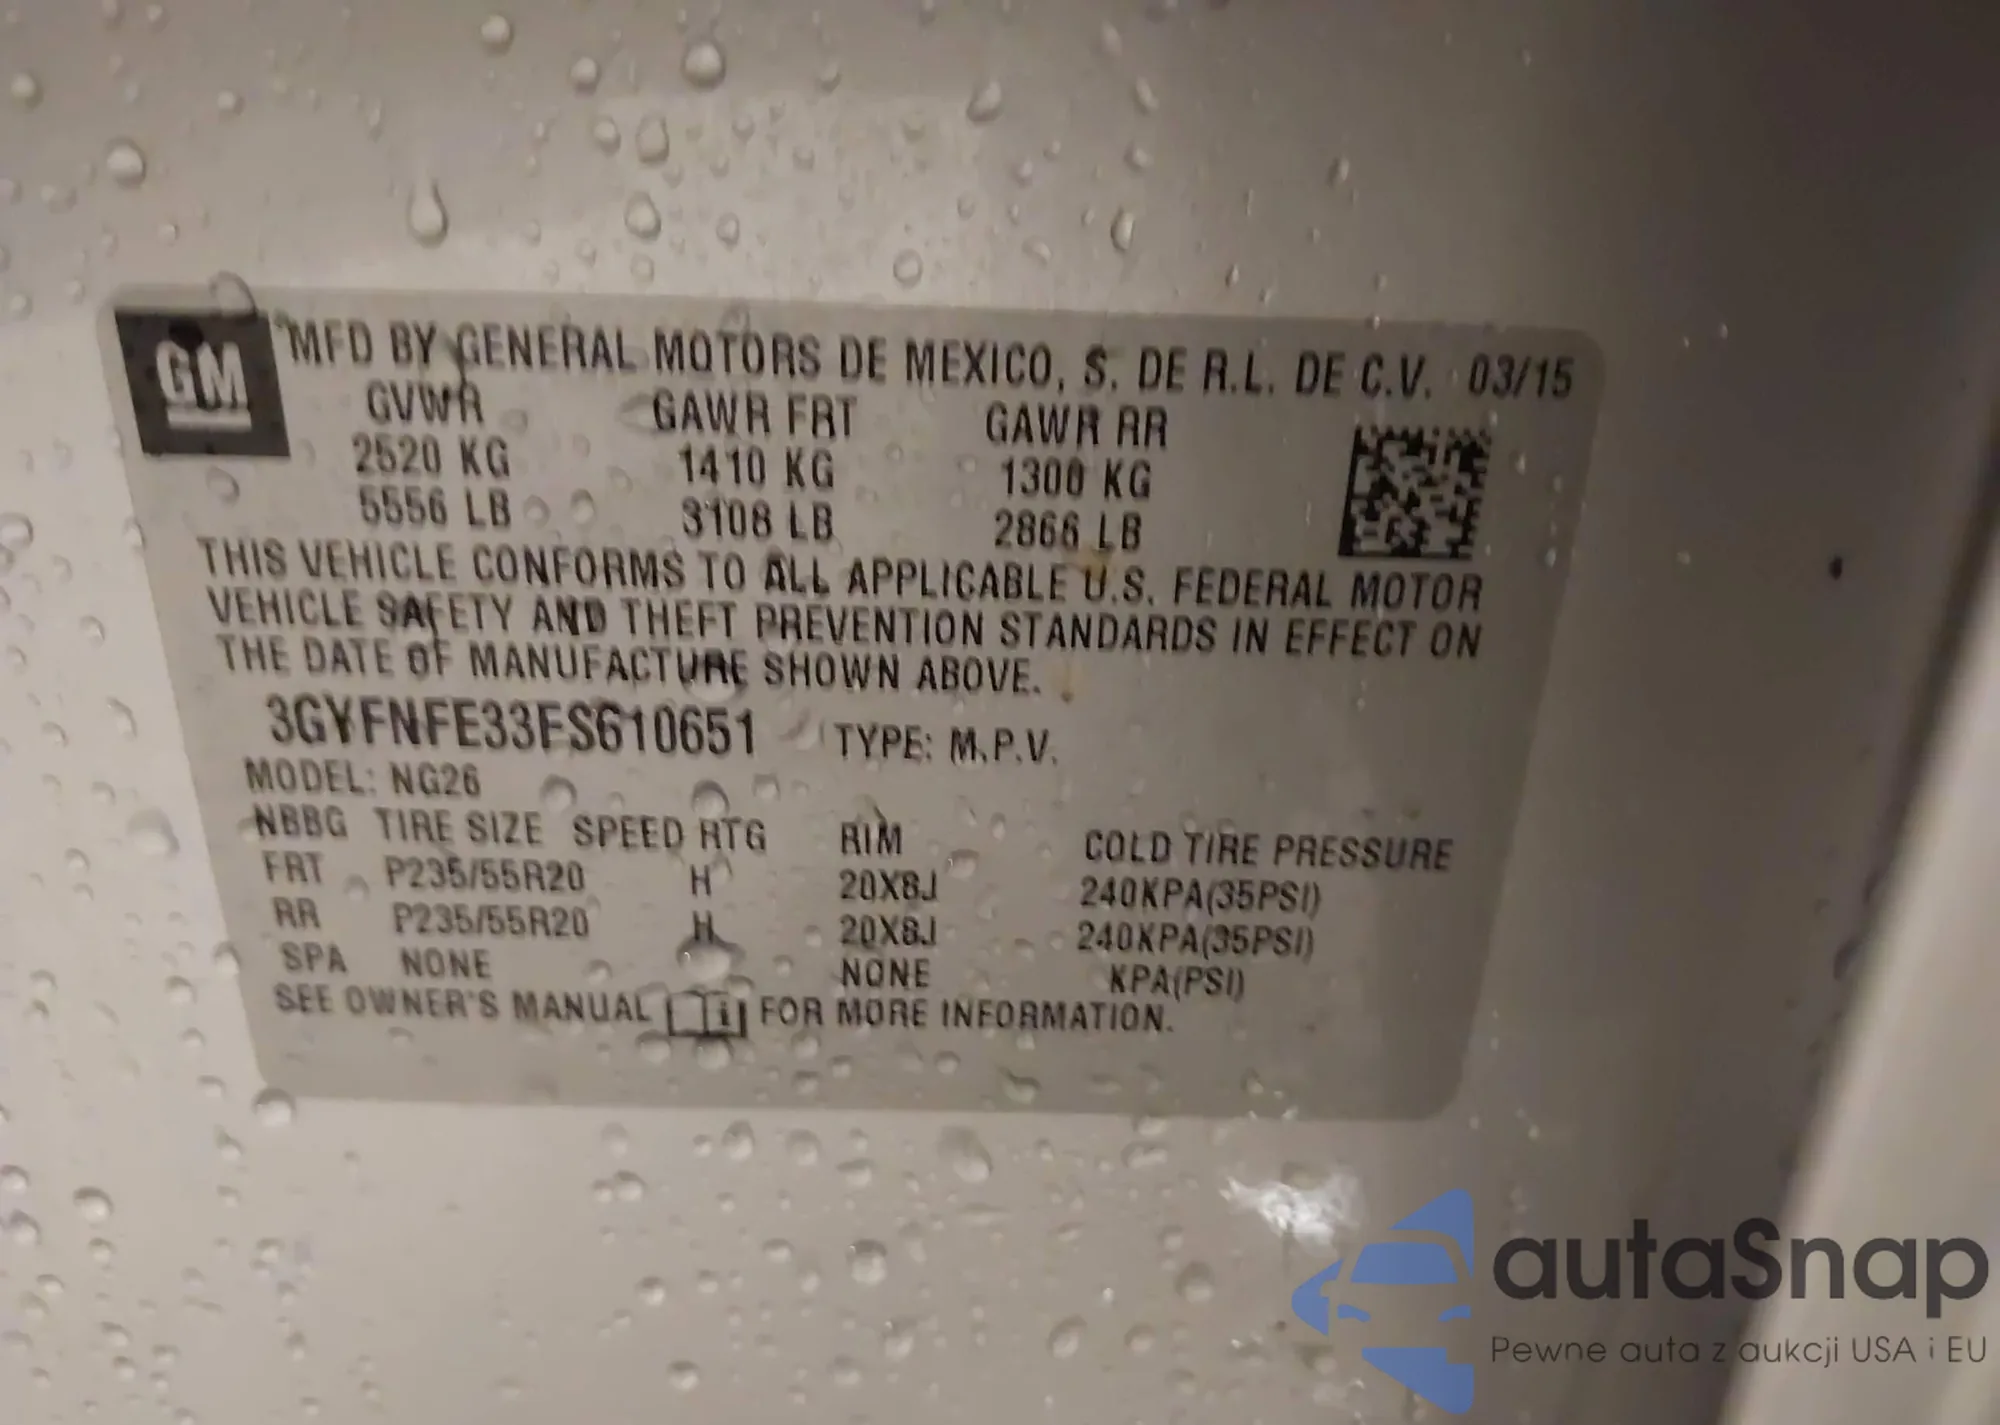 GM
MFD BY GENERAL MOTORS DE MEXICO, S. DE R.L. DE C.V. 03/15
GVWR GAWR FRT GAWR RR
2520 KG 1410 KG 1300 KG
5556 LB 3108 LB 2866 LB
THIS VEHICLE CONFORMS TO ALL APPLICABLE U.S. FEDERAL MOTOR
VEHICLE SAFETY AND THEFT PREVENTION STANDARDS IN EFFECT ON
THE DATE OF MANUFACTURE SHOWN ABOVE.
3GYFNFE33FS610651 TYPE: M.P.V.
MODEL: NG26
NBBG TIRE SIZE SPEED RTG RIM COLD TIRE PRESSURE
FRT P235/55R20 H 20X8J 240KPA(35PSI)
RR P235/55R20 H 20X8J 240KPA(35PSI)
SPA NONE NONE KPA(PSI)
SEE OWNER'S MANUAL i FOR MORE INFORMATION.
autaSnap
Pewne auta z aukcji USA i EU